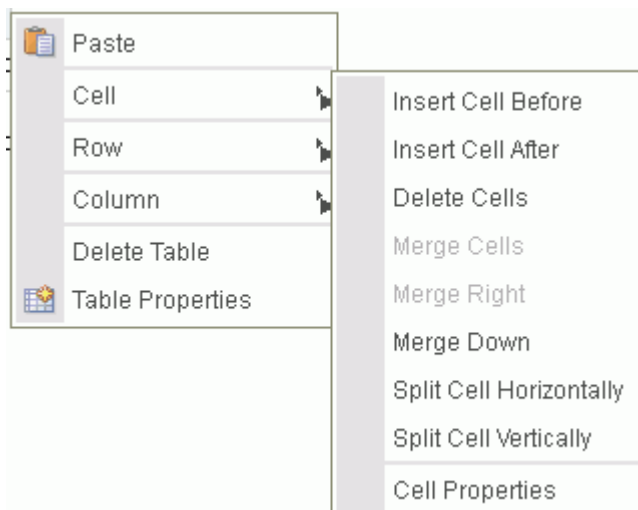 Paste
Cell
Row
Column
Delete Table
Table Properties
Insert Cell Before
Insert Cell After
Delete Cells
Merge Cells
Merge Right
Merge Down
Split Cell Horizontally
Split Cell Vertically
Cell Properties